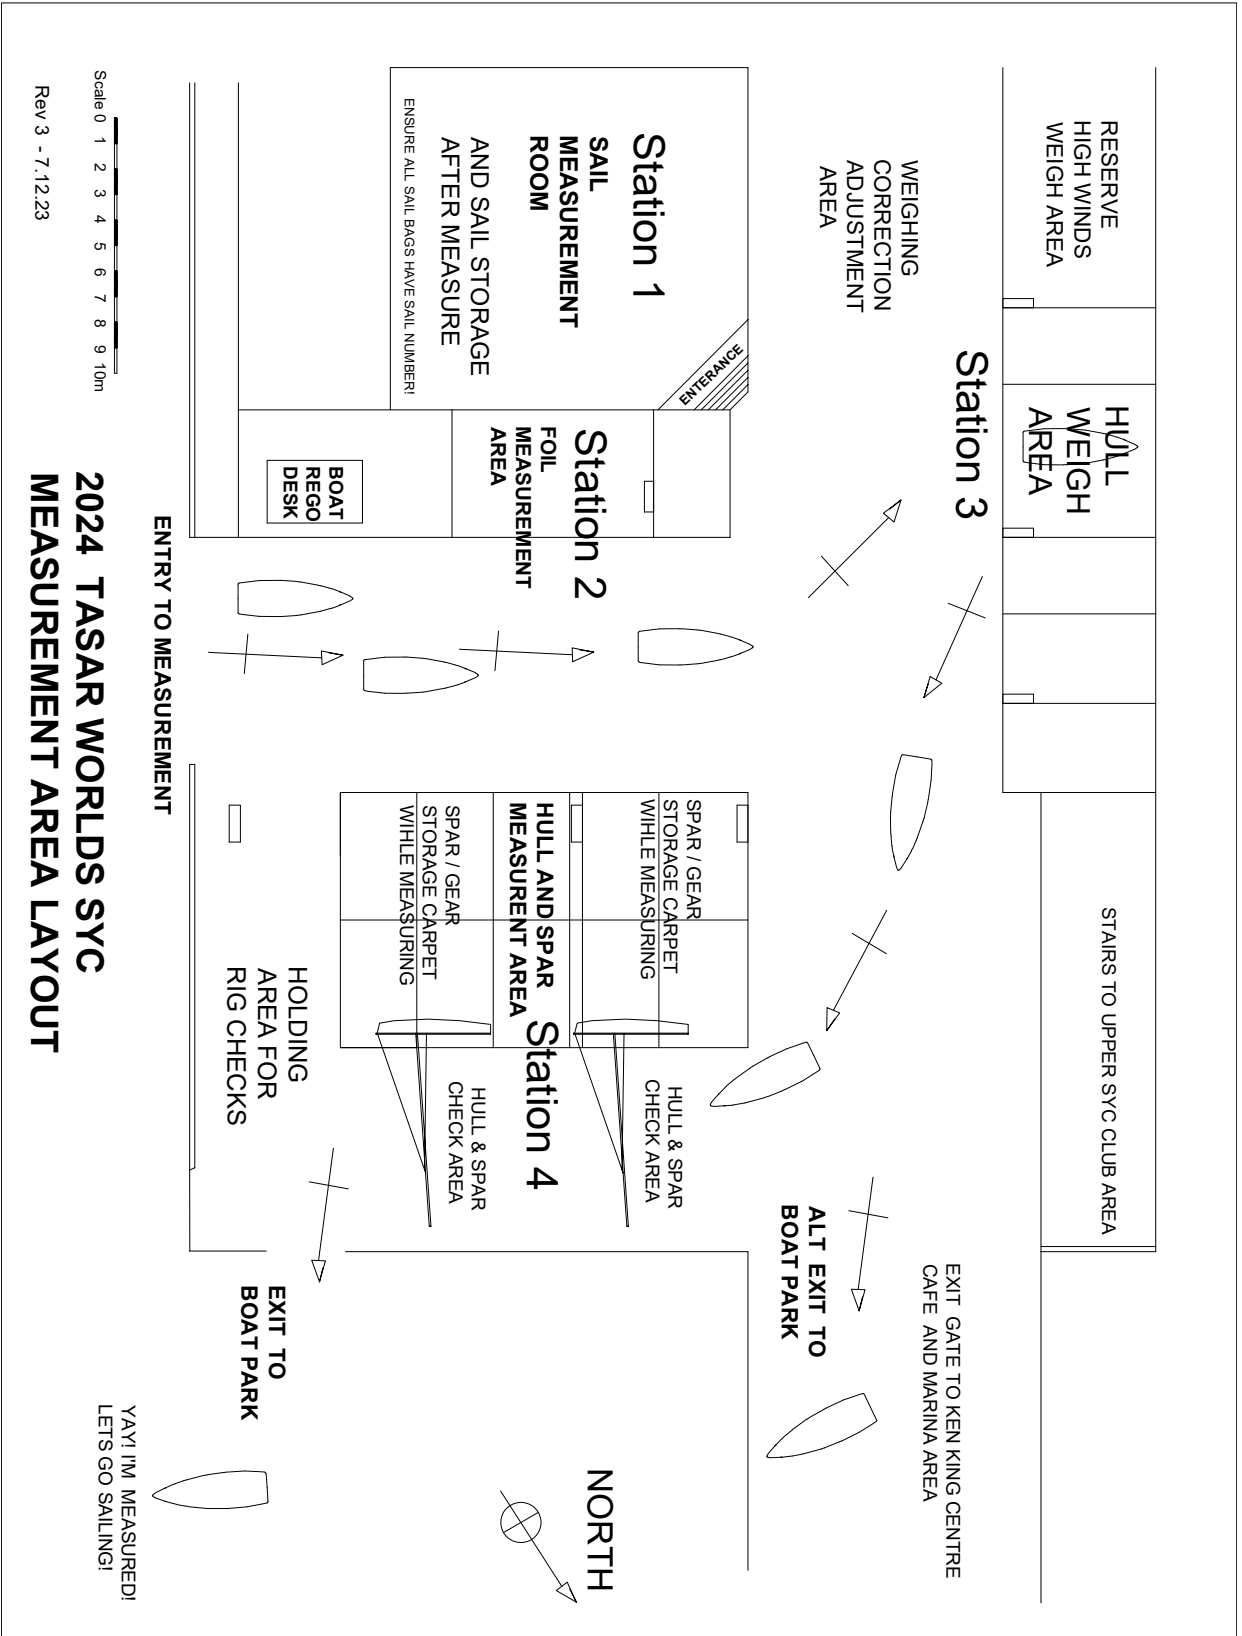 RESERVE
HIGH WINDS
WEIGH AREA
HULL
WEIGH
AREA
STAIRS TO UPPER SYC CLUB AREA
Station 3
WEIGHING
CORRECTION
ADJUSTMENT
AREA
EXIT GATE TO KEN KING CENTRE
CAFE AND MARINA AREA
ALT EXIT TO
BOAT PARK
Station 1
SAIL
MEASUREMENT
ROOM
AND SAIL STORAGE
AFTER MEASURE
ENSURE ALL SAIL BAGS HAVE SAIL NUMBER!
ENTERANCE
Station 2
FOIL
MEASUREMENT
AREA
BOAT
REGO
DESK
SPAR / GEAR
STORAGE CARPET
WIHLE MEASURING
HULL AND SPAR
MEASURENT AREA
Station 4
SPAR / GEAR
STORAGE CARPET
WIHLE MEASURING
HULL & SPAR
CHECK AREA
HULL & SPAR
CHECK AREA
NORTH
HOLDING
AREA FOR
RIG CHECKS
EXIT TO
BOAT PARK
YAY! I'M MEASURED!
LETS GO SAILING!
ENTRY TO MEASUREMENT
Scale 0 1 2 3 4 5 6 7 8 9 10m
Rev 3 - 7.12.23
2024 TASAR WORLDS SYC
MEASUREMENT AREA LAYOUT